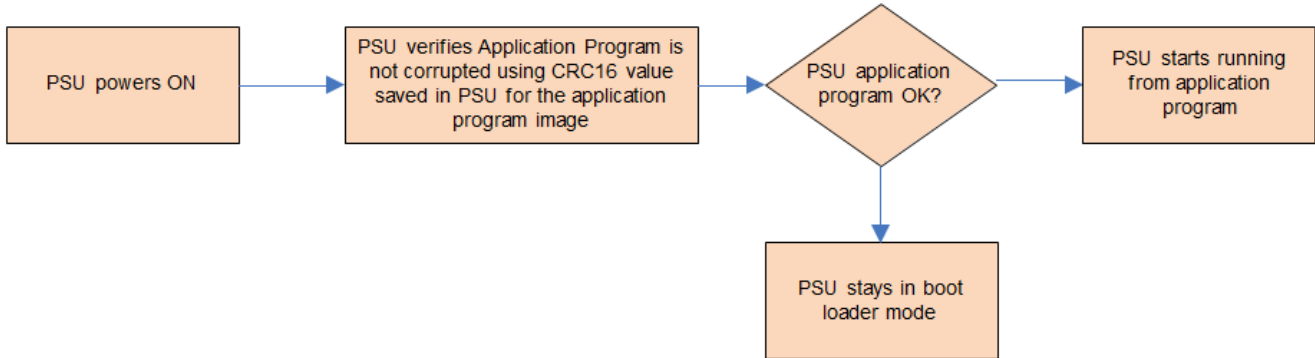 PSU powers ON
PSU verifies Application Program is
not corrupted using CRC16 value
saved in PSU for the application
program image
PSU application
program OK?
PSU starts running
from application
program
PSU stays in boot
loader mode